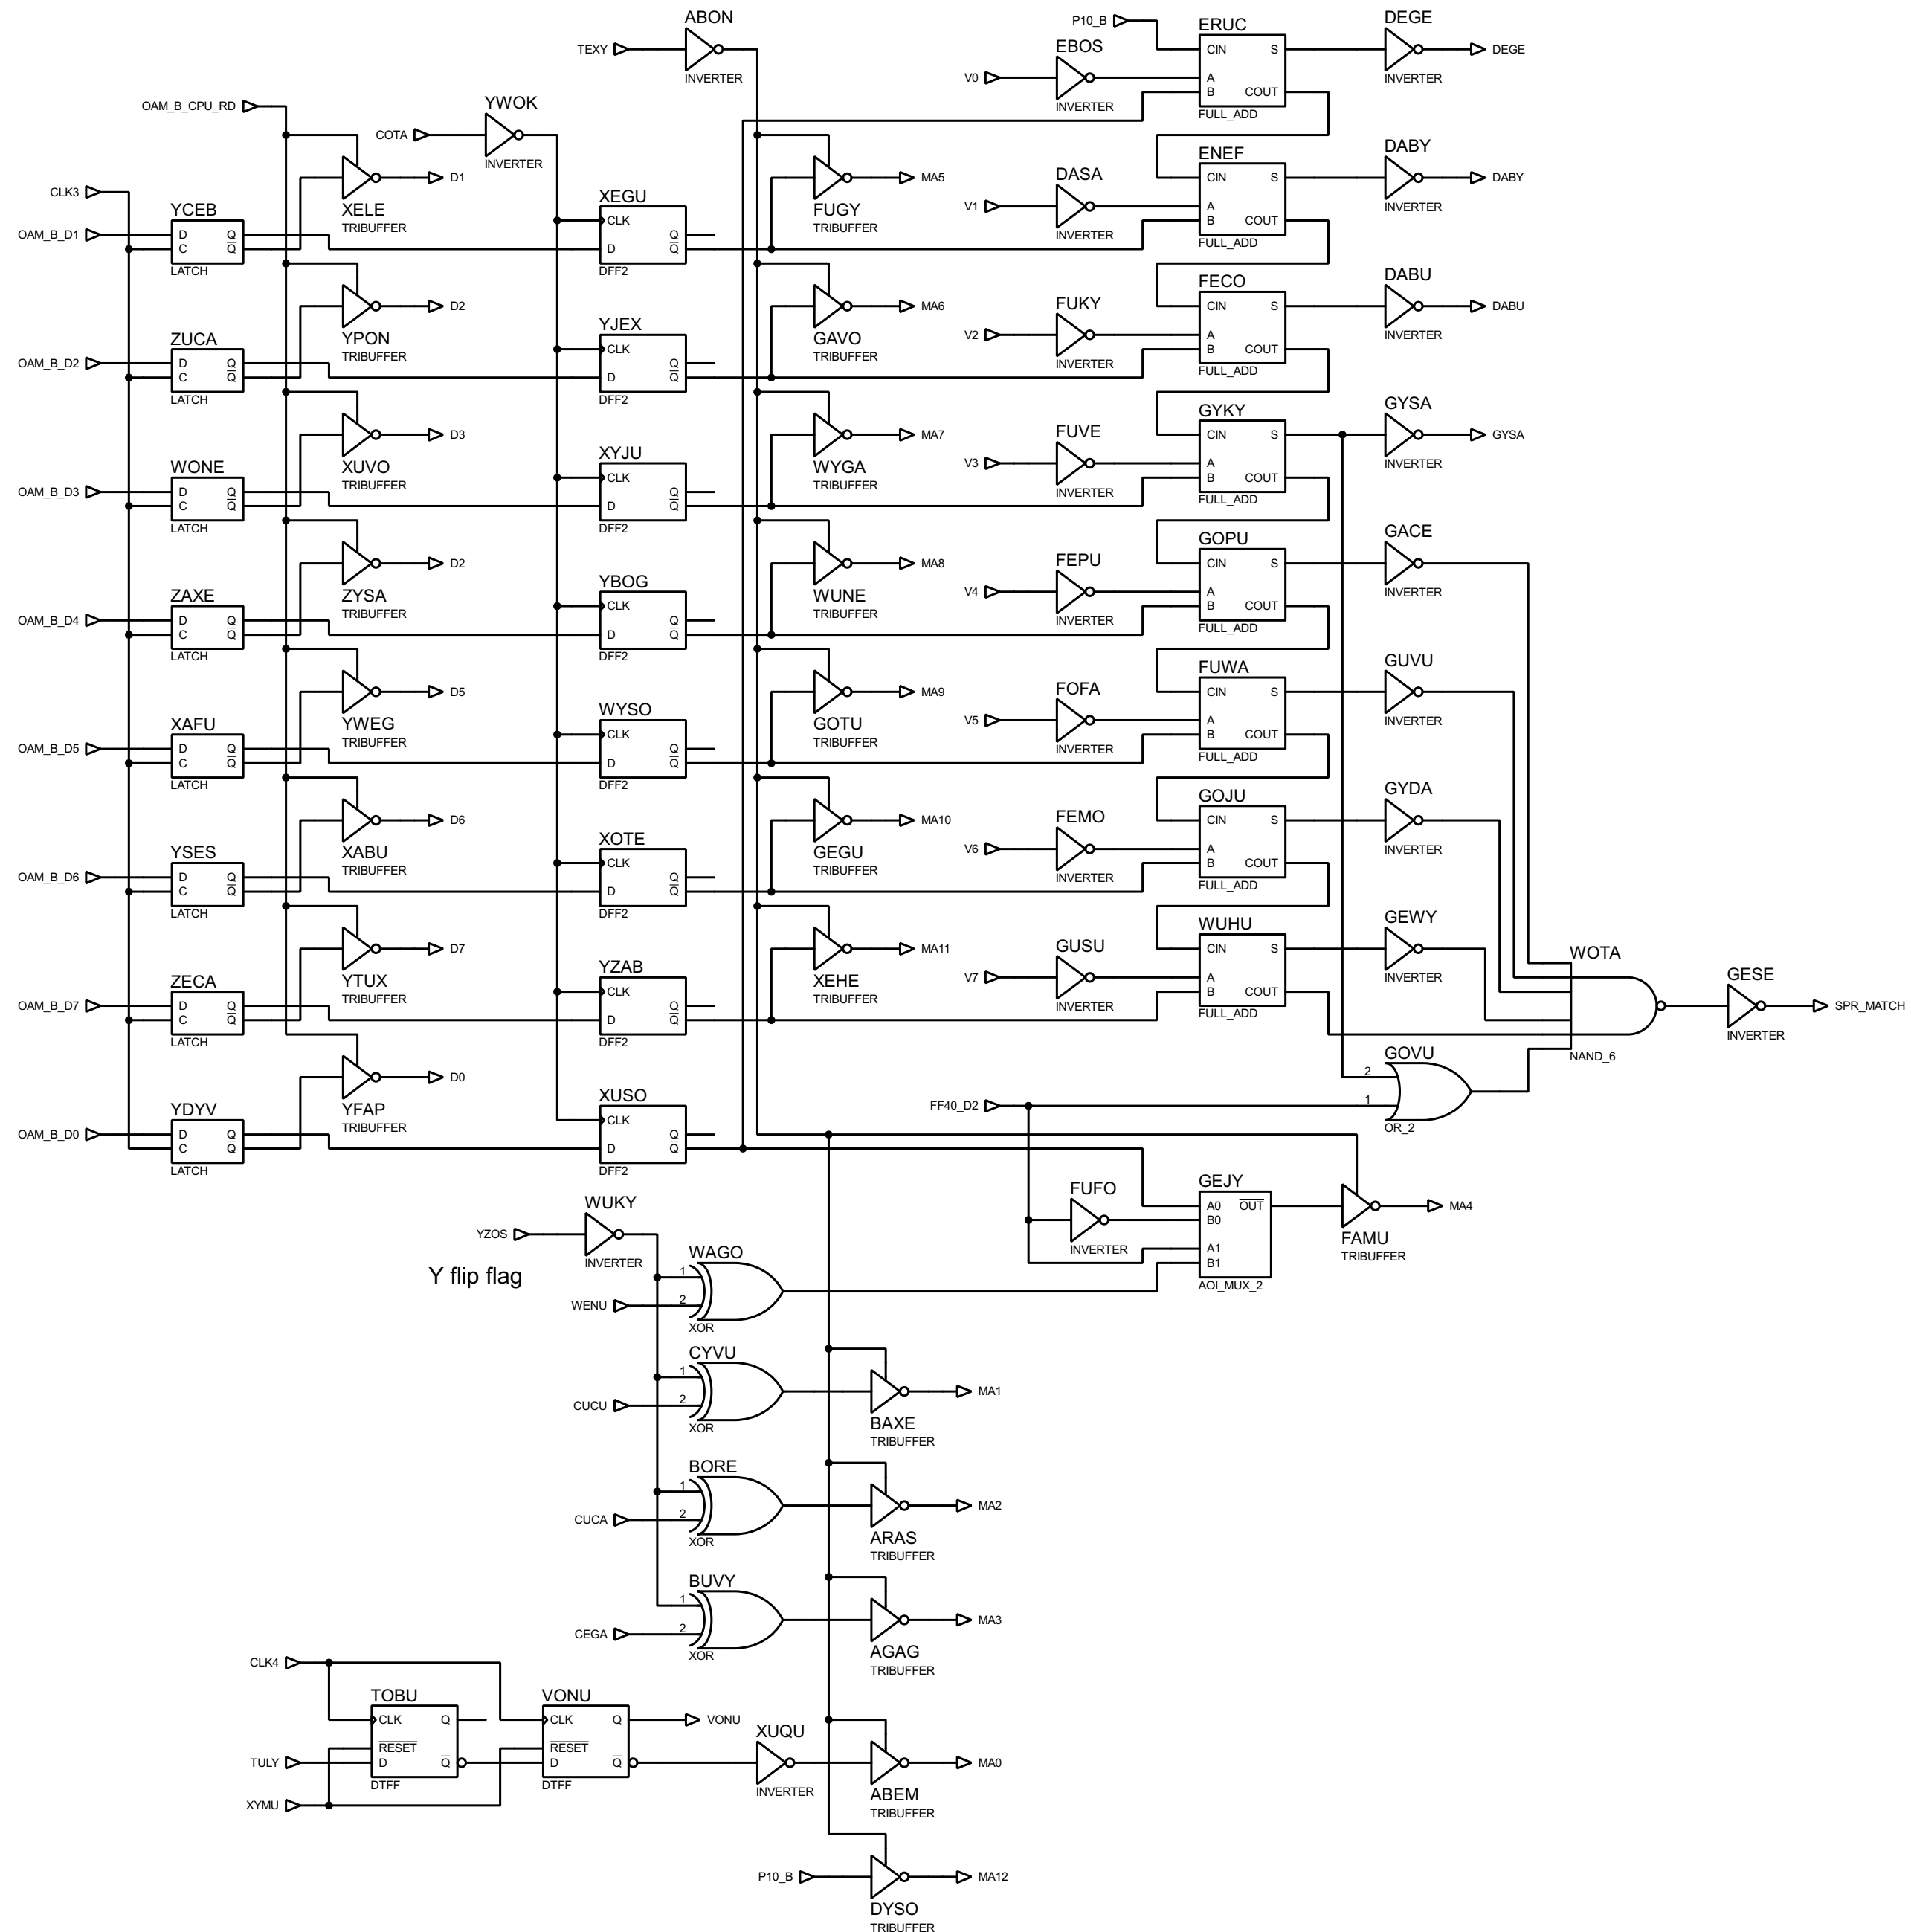 ABON
TEXY
INVERTER
P10_B
ERUC
CIN S
A
B COUT
FULL_ADD
DEGE
INVERTER
DEGE
EBOS
V0
INVERTER
OAM_B_CPU_RD
YWOK
COTA
INVERTER
CLK3
XELE
TRIBUFFER
D1
YCEB
OAM_B_D1
D Q
C Q
LATCH
XEGU
CLK
Q
D Q
DFF2
FUGY
TRIBUFFER
MA5
DASA
V1
INVERTER
ENEF
CIN S
A
B COUT
FULL_ADD
DABY
INVERTER
DABY
YPON
TRIBUFFER
D2
ZUCA
OAM_B_D2
D Q
C Q
LATCH
YJEX
CLK
Q
D Q
DFF2
GAVO
TRIBUFFER
MA6
FUKY
V2
INVERTER
FECO
CIN S
A
B COUT
FULL_ADD
DABU
INVERTER
DABU
XUVO
TRIBUFFER
D3
WONE
OAM_B_D3
D Q
C Q
LATCH
XYJU
CLK
Q
D Q
DFF2
WYGA
TRIBUFFER
MA7
FUVE
V3
INVERTER
GYKY
CIN S
A
B COUT
FULL_ADD
GYSA
INVERTER
GYSA
ZYSA
TRIBUFFER
D2
ZAXE
OAM_B_D4
D Q
C Q
LATCH
YBOG
CLK
Q
D Q
DFF2
WUNE
TRIBUFFER
MA8
FEPU
V4
INVERTER
GOPU
CIN S
A
B COUT
FULL_ADD
GACE
INVERTER
YWEG
TRIBUFFER
D5
XAFU
OAM_B_D5
D Q
C Q
LATCH
WYSO
CLK
Q
D Q
DFF2
GOTU
TRIBUFFER
MA9
FOFA
V5
INVERTER
FUWA
CIN S
A
B COUT
FULL_ADD
GUVU
INVERTER
XABU
TRIBUFFER
D6
YSES
OAM_B_D6
D Q
C Q
LATCH
XOTE
CLK
Q
D Q
DFF2
GEGU
TRIBUFFER
MA10
FEMO
V6
INVERTER
GOJU
CIN S
A
B COUT
FULL_ADD
GYDA
INVERTER
YTUX
TRIBUFFER
D7
ZECA
OAM_B_D7
D Q
C Q
LATCH
YZAB
CLK
Q
D Q
DFF2
XEHE
TRIBUFFER
MA11
GUSU
V7
INVERTER
WUHU
CIN S
A
B COUT
FULL_ADD
GEWY
INVERTER
WOTA
NAND_6
GESE
INVERTER
SPR_MATCH
YFAP
TRIBUFFER
D0
YDYV
OAM_B_D0
D Q
C Q
LATCH
XUSO
CLK
Q
D Q
DFF2
FF40_D2
GOVU
2
1
OR_2
FUFO
INVERTER
GEJY
A0 OUT
B0
A1
B1
AOI_MUX_2
FAMU
TRIBUFFER
MA4
WUKY
YZOS
INVERTER
Y flip flag
WAGO
1
WENU
2
XOR
CYVU
1
CUCU
2
XOR
BAXE
TRIBUFFER
MA1
BORE
1
CUCA
2
XOR
ARAS
TRIBUFFER
MA2
BUVY
1
CEGA
2
XOR
AGAG
TRIBUFFER
MA3
CLK4
TOBU
CLK Q
RESET
TULY
D Q
DTFF
XYMU
VONU
CLK Q
RESET
D Q
DTFF
VONU
XUQU
INVERTER
ABEM
TRIBUFFER
MA0
P10_B
DYSO
TRIBUFFER
MA12